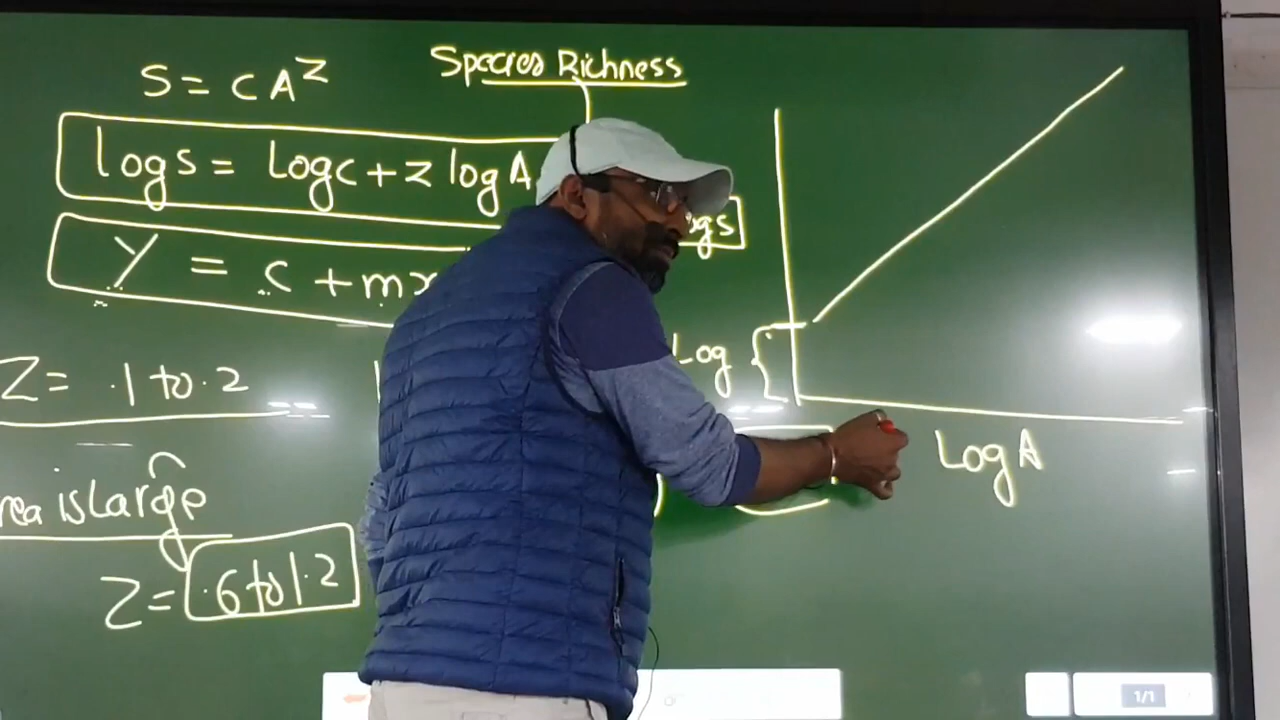 Species Richness
S = CA^Z
logs = Logc + z log A
ogs
Y = c + mx
Log
Z = .1 to .2
Log A
rea is Large
Z = .6 to 1.2
1/1